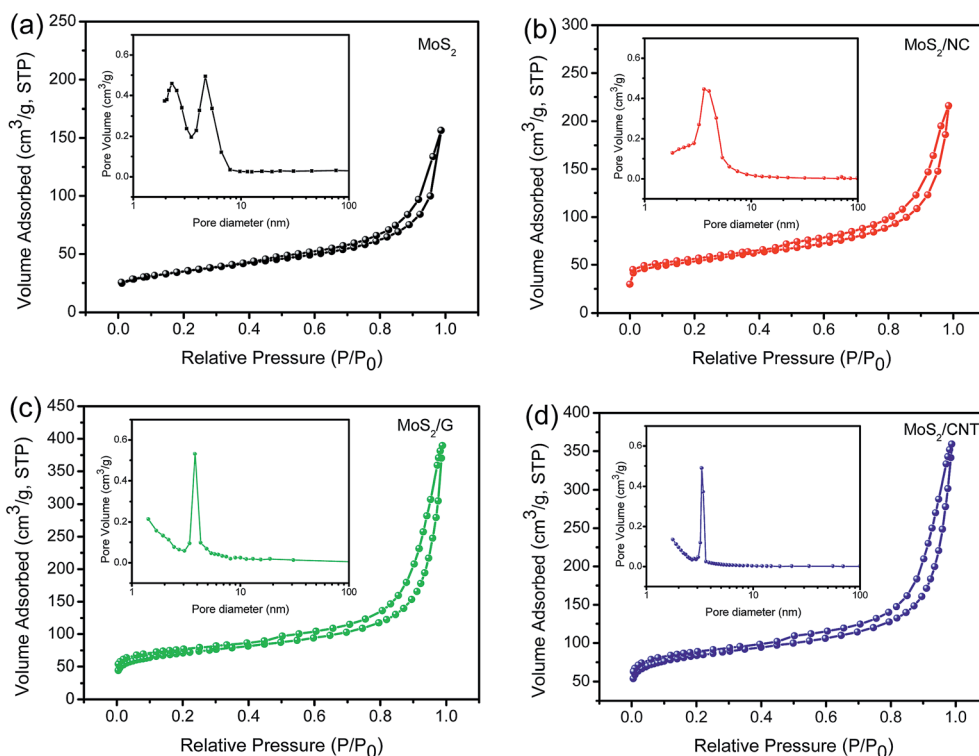 (a)
MoS2
Volume Adsorbed (cm3/g, STP)
250
200
150
100
50
0
0.0 0.2 0.4 0.6 0.8 1.0
Relative Pressure (P/P0)
Pore Volume (cm3/g)
0.6
0.4
0.2
0.0
1 10 100
Pore diameter (nm)
(b)
MoS2/NC
Volume Adsorbed (cm3/g, STP)
300
250
200
150
100
50
0
0.0 0.2 0.4 0.6 0.8 1.0
Relative Pressure (P/P0)
Pore Volume (cm3/g)
0.6
0.4
0.2
0.0
1 10 100
Pore diameter (nm)
(c)
MoS2/G
Volume Adsorbed (cm3/g, STP)
450
400
350
300
250
200
150
100
50
0
0.0 0.2 0.4 0.6 0.8 1.0
Relative Pressure (P/P0)
Pore Volume (cm3/g)
0.6
0.4
0.2
0.0
1 10 100
Pore diameter (nm)
(d)
MoS2/CNT
Volume Adsorbed (cm3/g, STP)
400
350
300
250
200
150
100
50
0.0 0.2 0.4 0.6 0.8 1.0
Relative Pressure (P/P0)
Pore Volume (cm3/g)
0.6
0.4
0.2
0.0
1 10 100
Pore diameter (nm)